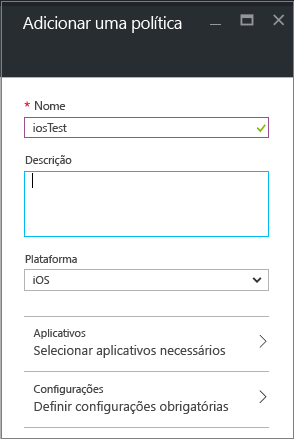 Adicionar uma política
* Nome
iosTest
Descrição
Plataforma
iOS
Aplicativos
Selecionar aplicativos necessários
Configurações
Definir configurações obrigatórias